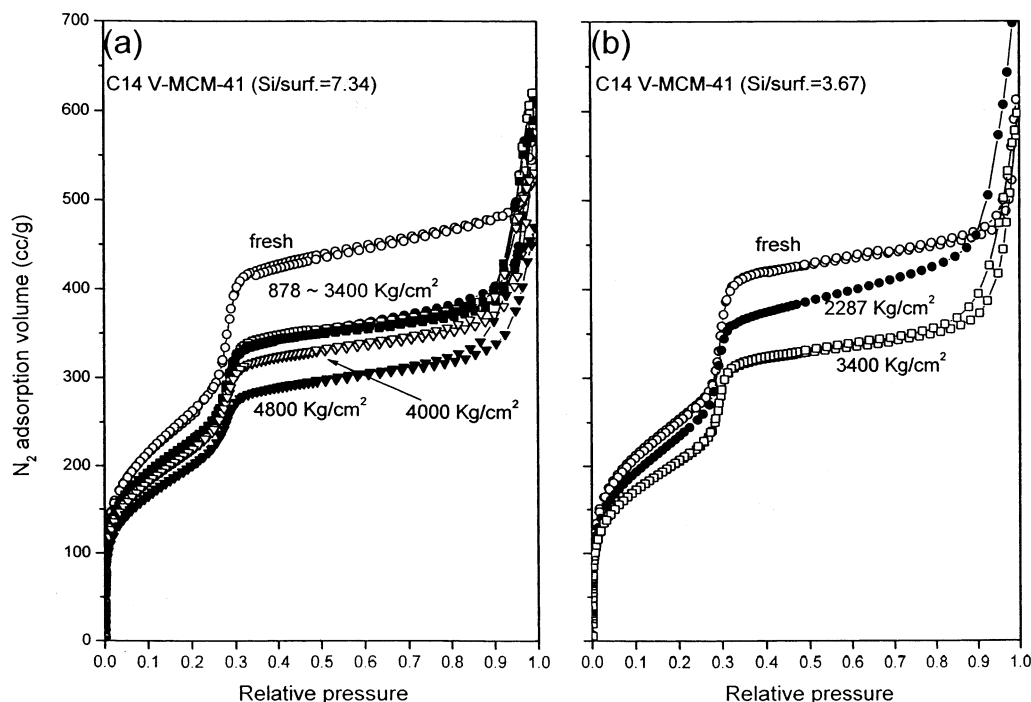 (a)
C14 V-MCM-41 (Si/surf.=7.34)
fresh
878 ~ 3400 Kg/cm²
4800 Kg/cm²
4000 Kg/cm²
N₂ adsorption volume (cc/g)
700
600
500
400
300
200
100
0
0.0 0.1 0.2 0.3 0.4 0.5 0.6 0.7 0.8 0.9 1.0
Relative pressure
(b)
C14 V-MCM-41 (Si/surf.=3.67)
fresh
2287 Kg/cm²
3400 Kg/cm²
0.0 0.1 0.2 0.3 0.4 0.5 0.6 0.7 0.8 0.9 1.0
Relative pressure